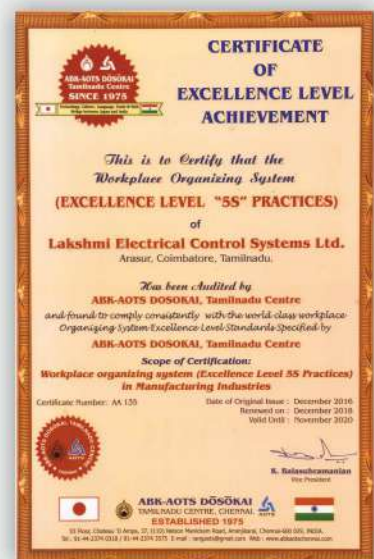 ABK-AOTS DOSOKAI
Tamilnadu Centre
SINCE 1975
CERTIFICATE
OF
EXCELLENCE LEVEL
ACHIEVEMENT
This is to Certify that the
Workplace Organizing System
(EXCELLENCE LEVEL "5S" PRACTICES)
of
Lakshmi Electrical Control Systems Ltd.
Arasur, Coimbatore, Tamilnadu.
Has been Audited by
ABK-AOTS DOSOKAI, Tamilnadu Centre
and found to comply consistently with the world class workplace
Organizing System-Excellence Level Standards Specified by
ABK-AOTS DOSOKAI, Tamilnadu Centre
Scope of Certification:
Workplace organizing system (Excellence Level 5S Practices)
in Manufacturing Industries
Certificate Number: AA 135
Date of Original Issue : December 2016
Renewed on : December 2018
Valid Until : November 2020
R. Balasubramanian
Vice President
ABK-AOTS DOSOKAI
TAMILNADU CENTRE, CHENNAI
AOTS
ESTABLISHED 1975